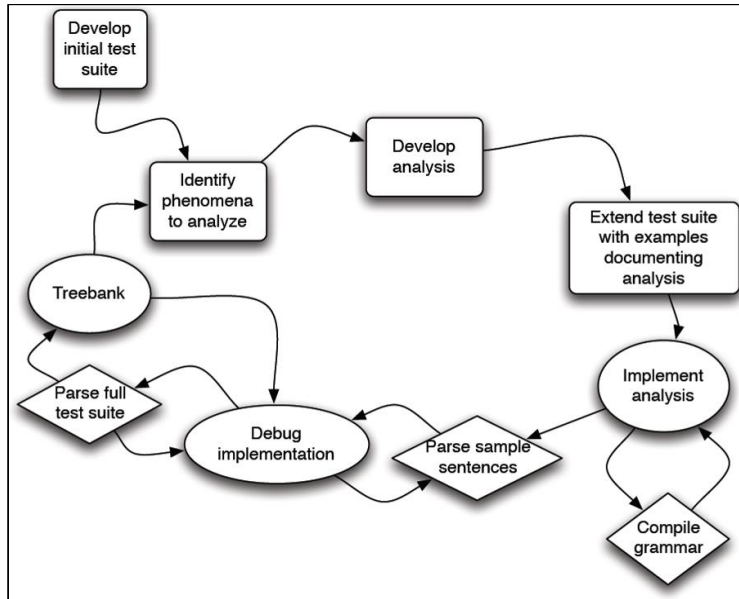 Develop
initial test
suite
Develop
analysis
Identify
phenomena
to analyze
Extend test suite
with examples
documenting
analysis
Treebank
Implement
analysis
Parse full
test suite
Debug
implementation
Parse sample
sentences
Compile
grammar